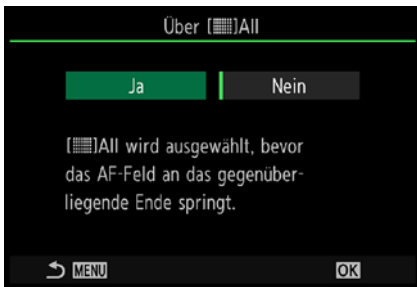 Über [𝌆]All
Ja Nein
[𝌆]All wird ausgewählt, bevor
das AF-Feld an das gegenüber-
liegende Ende springt.
MENU OK